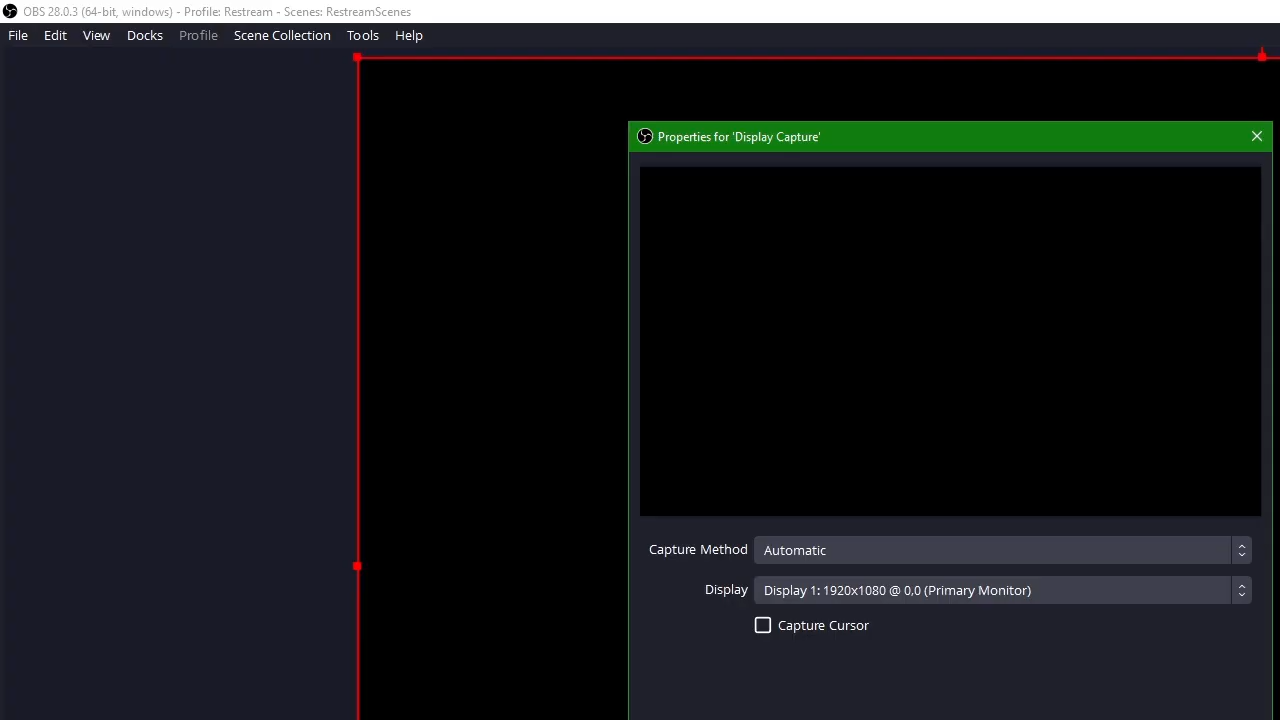 OBS 28.0.3 (64-bit, windows) - Profile: Restream - Scenes: RestreamScenes
File Edit View Docks Profile Scene Collection Tools Help
Properties for 'Display Capture'
Capture Method Automatic
Display Display 1: 1920x1080 @ 0,0 (Primary Monitor)
Capture Cursor